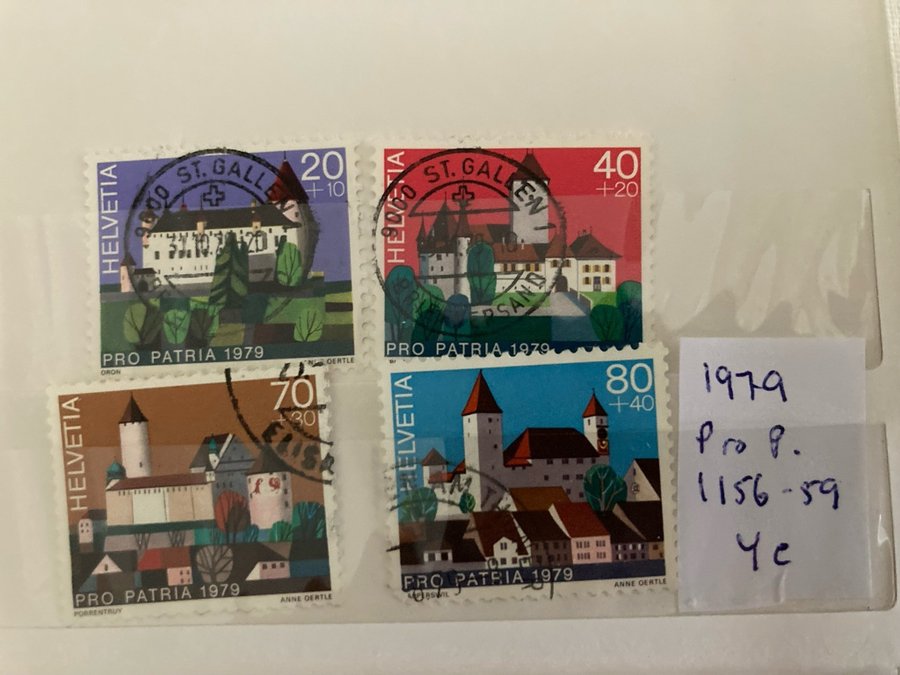 HELVETIA
20
+10
9000 ST. GALLEN
PRO PATRIA 1979
ORON
OERTLE
HELVETIA
40
+20
9000 ST. GALLEN 1
PRO PATRIA 1979
HELVETIA
70
+30
PRO PATRIA 1979
PORRENTRUY
ANNE OERTLE
HELVETIA
80
+40
PRO PATRIA 1979
ANNE OERTLE
1979
Pro P.
1156-59